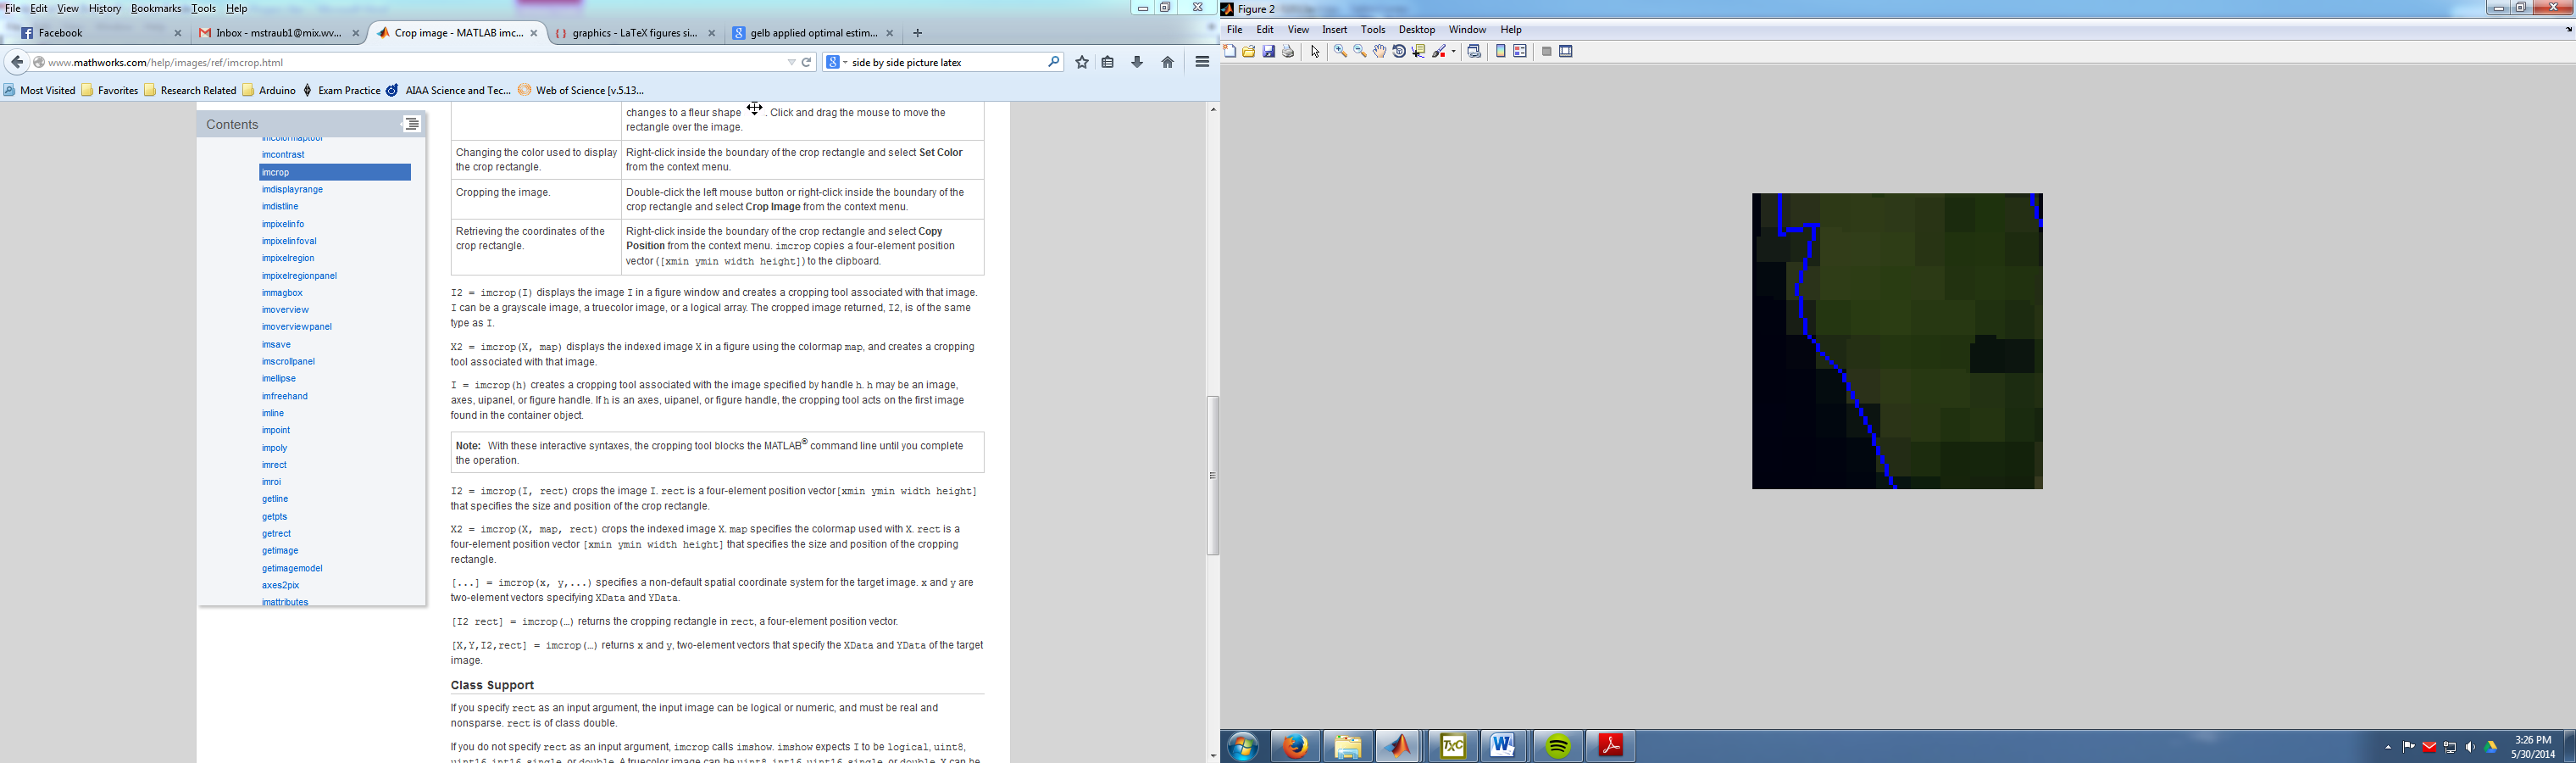 File Edit View History Bookmarks Tools Help
Facebook
Inbox - mstraub1@mix.wv...
Crop image - MATLAB imc...
graphics - LaTeX figures si...
gelb applied optimal estim...
www.mathworks.com/help/images/ref/imcrop.html
side by side picture latex
Most Visited Favorites Research Related Arduino Exam Practice AIAA Science and Tec... Web of Science [v.5.13...
Contents
imcolormaptool
imcontrast
imcrop
imdisplayrange
imdistline
impixelinfo
impixelinfoval
impixelregion
impixelregionpanel
immagbox
imoverview
imoverviewpanel
imsave
imscrollpanel
imellipse
imfreehand
imline
impoint
impoly
imrect
imroi
getline
getpts
getrect
getimage
getimagemodel
axes2pix
imattributes
changes to a fleur shape . Click and drag the mouse to move the
rectangle over the image.
Changing the color used to display
the crop rectangle.
Right-click inside the boundary of the crop rectangle and select Set Color
from the context menu.
Cropping the image.
Double-click the left mouse button or right-click inside the boundary of the
crop rectangle and select Crop Image from the context menu.
Retrieving the coordinates of the
crop rectangle.
Right-click inside the boundary of the crop rectangle and select Copy
Position from the context menu. imcrop copies a four-element position
vector ([xmin ymin width height]) to the clipboard.
I2 = imcrop(I) displays the image I in a figure window and creates a cropping tool associated with that image.
I can be a grayscale image, a truecolor image, or a logical array. The cropped image returned, I2, is of the same
type as I.
X2 = imcrop(X, map) displays the indexed image X in a figure using the colormap map, and creates a cropping
tool associated with that image.
I = imcrop(h) creates a cropping tool associated with the image specified by handle h. h may be an image,
axes, uipanel, or figure handle. If h is an axes, uipanel, or figure handle, the cropping tool acts on the first image
found in the container object.
Note: With these interactive syntaxes, the cropping tool blocks the MATLAB® command line until you complete
the operation.
I2 = imcrop(I, rect) crops the image I. rect is a four-element position vector[xmin ymin width height]
that specifies the size and position of the crop rectangle.
X2 = imcrop(X, map, rect) crops the indexed image X. map specifies the colormap used with X. rect is a
four-element position vector [xmin ymin width height] that specifies the size and position of the cropping
rectangle.
[...] = imcrop(x, y,...) specifies a non-default spatial coordinate system for the target image. x and y are
two-element vectors specifying XData and YData.
[I2 rect] = imcrop(…) returns the cropping rectangle in rect, a four-element position vector.
[X,Y,I2,rect] = imcrop(…) returns x and y, two-element vectors that specify the XData and YData of the target
image.
Class Support
If you specify rect as an input argument, the input image can be logical or numeric, and must be real and
nonsparse. rect is of class double.
If you do not specify rect as an input argument, imcrop calls imshow. imshow expects I to be logical, uint8,
uint16, int16, single, or double. A truecolor image can be uint8, int16, uint16, single, or double. X can be
Figure 2
File Edit View Insert Tools Desktop Window Help
TXC
W
3:26 PM
5/30/2014